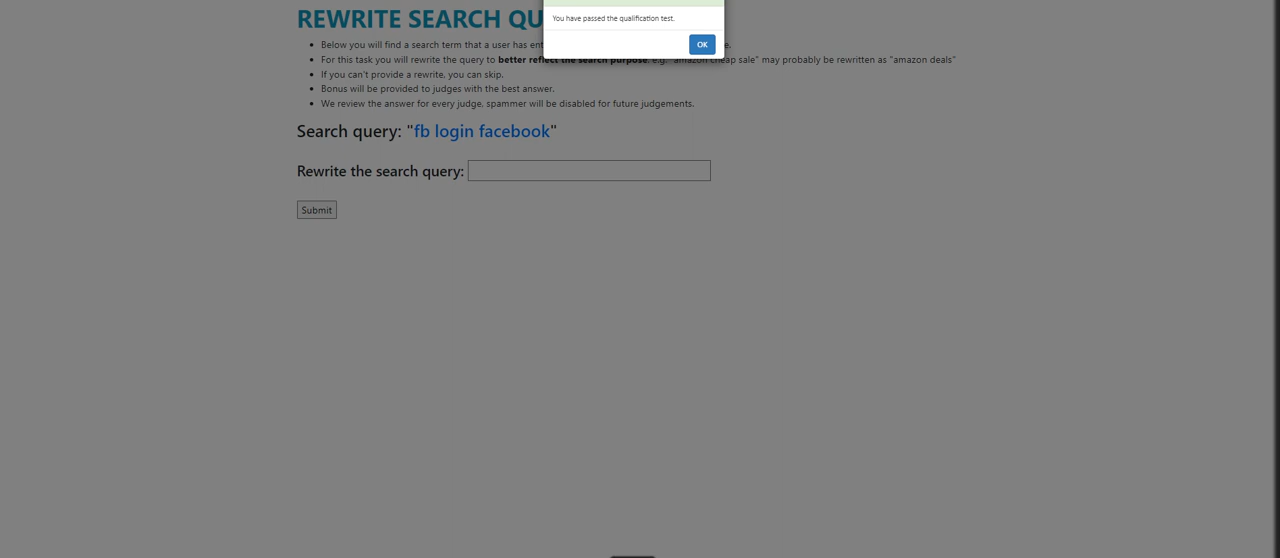 REWRITE SEARCH QU
You have passed the qualification test.
OK
Below you will find a search term that a user has ent e.
For this task you will rewrite the query to better reflect the search purpose. e.g. "amazon cheap sale" may probably be rewritten as "amazon deals"
If you can't provide a rewrite, you can skip.
Bonus will be provided to judges with the best answer.
We review the answer for every judge, spammer will be disabled for future judgements.
Search query: "fb login facebook"
Rewrite the search query:
Submit